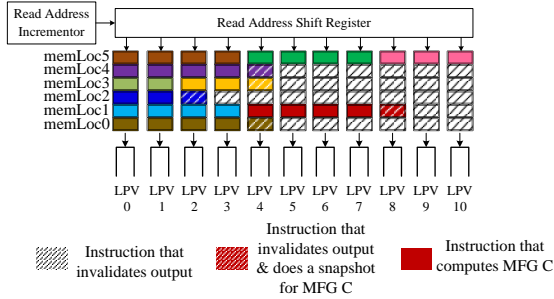 Read Address
Incrementor
Read Address Shift Register
memLoc5
memLoc4
memLoc3
memLoc2
memLoc1
memLoc0
LPV LPV LPV LPV LPV LPV LPV LPV LPV LPV LPV
0 1 2 3 4 5 6 7 8 9 10
Instruction that
invalidates output
Instruction that
invalidates output
& does a snapshot
for MFG C
Instruction that
computes MFG C